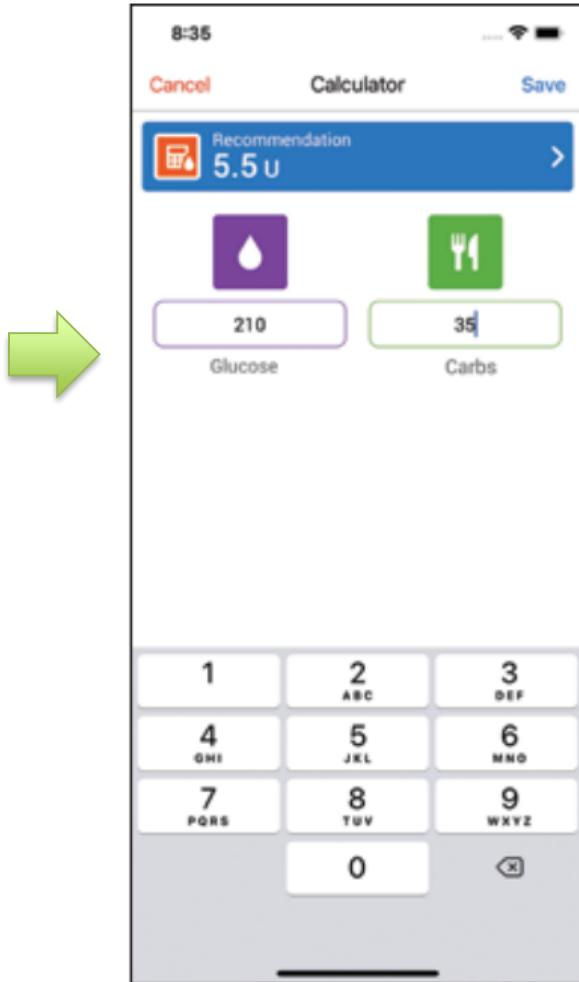 8:35
Cancel Calculator Save
Recommendation
5.5 U
210 35
Glucose Carbs
1 2 3
ABC DEF
4 5 6
GHI JKL MNO
7 8 9
PQRS TUV WXYZ
0